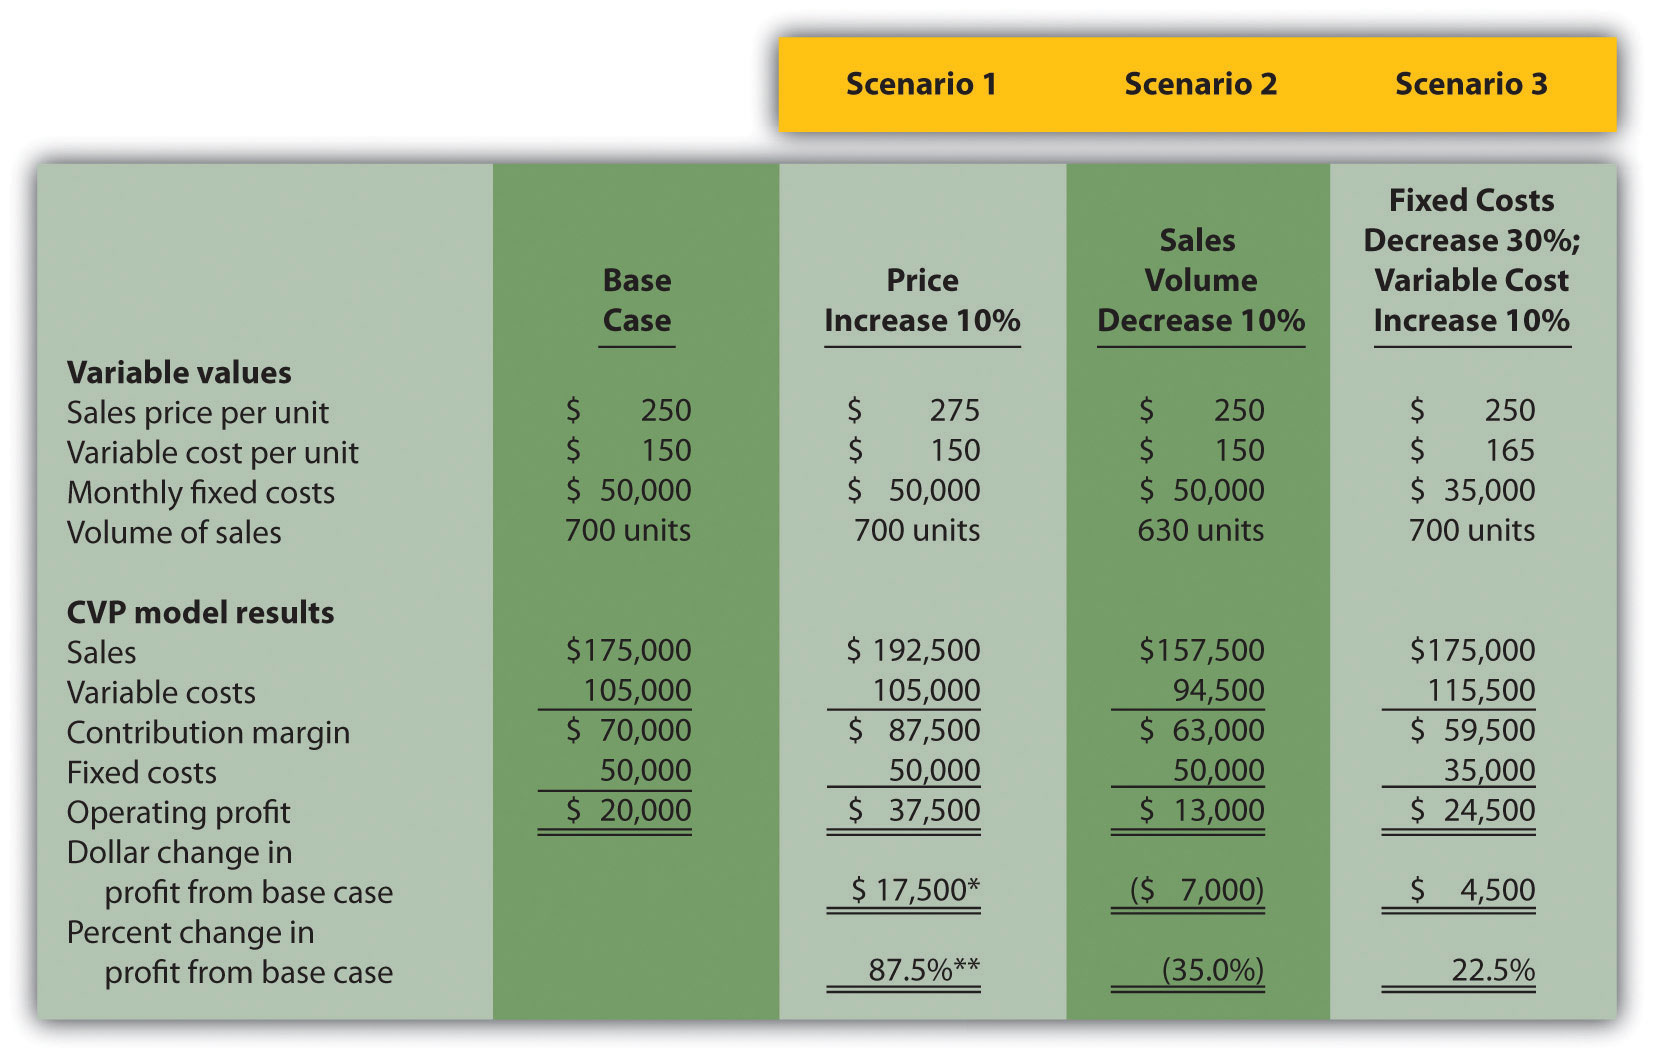 Scenario 1 Scenario 2 Scenario 3
Fixed Costs
Sales Decrease 30%;
Base Price Volume Variable Cost
Case Increase 10% Decrease 10% Increase 10%
Variable values
Sales price per unit $ 250 $ 275 $ 250 $ 250
Variable cost per unit $ 150 $ 150 $ 150 $ 165
Monthly fixed costs $ 50,000 $ 50,000 $ 50,000 $ 35,000
Volume of sales 700 units 700 units 630 units 700 units
CVP model results
Sales $175,000 $ 192,500 $157,500 $175,000
Variable costs 105,000 105,000 94,500 115,500
Contribution margin $ 70,000 $ 87,500 $ 63,000 $ 59,500
Fixed costs 50,000 50,000 50,000 35,000
Operating profit $ 20,000 $ 37,500 $ 13,000 $ 24,500
Dollar change in
profit from base case $ 17,500* ($ 7,000) $ 4,500
Percent change in
profit from base case 87.5%** (35.0%) 22.5%